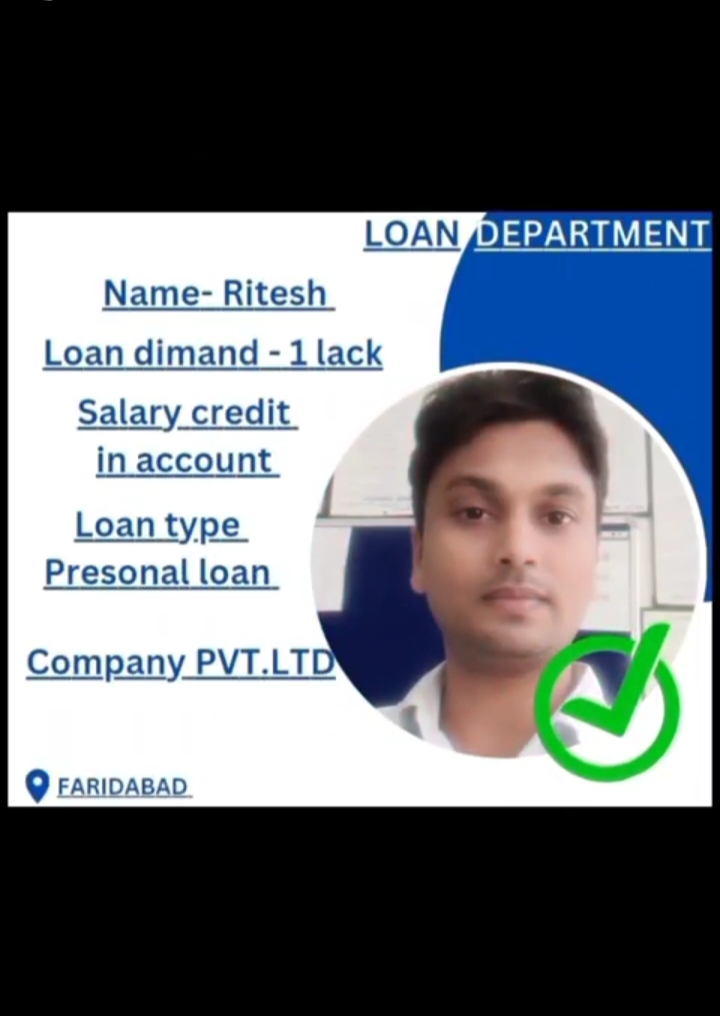 LOAN DEPARTMENT
Name- Ritesh
Loan dimand - 1 lack
Salary credit
in account
Loan type
Presonal loan
Company PVT.LTD
FARIDABAD